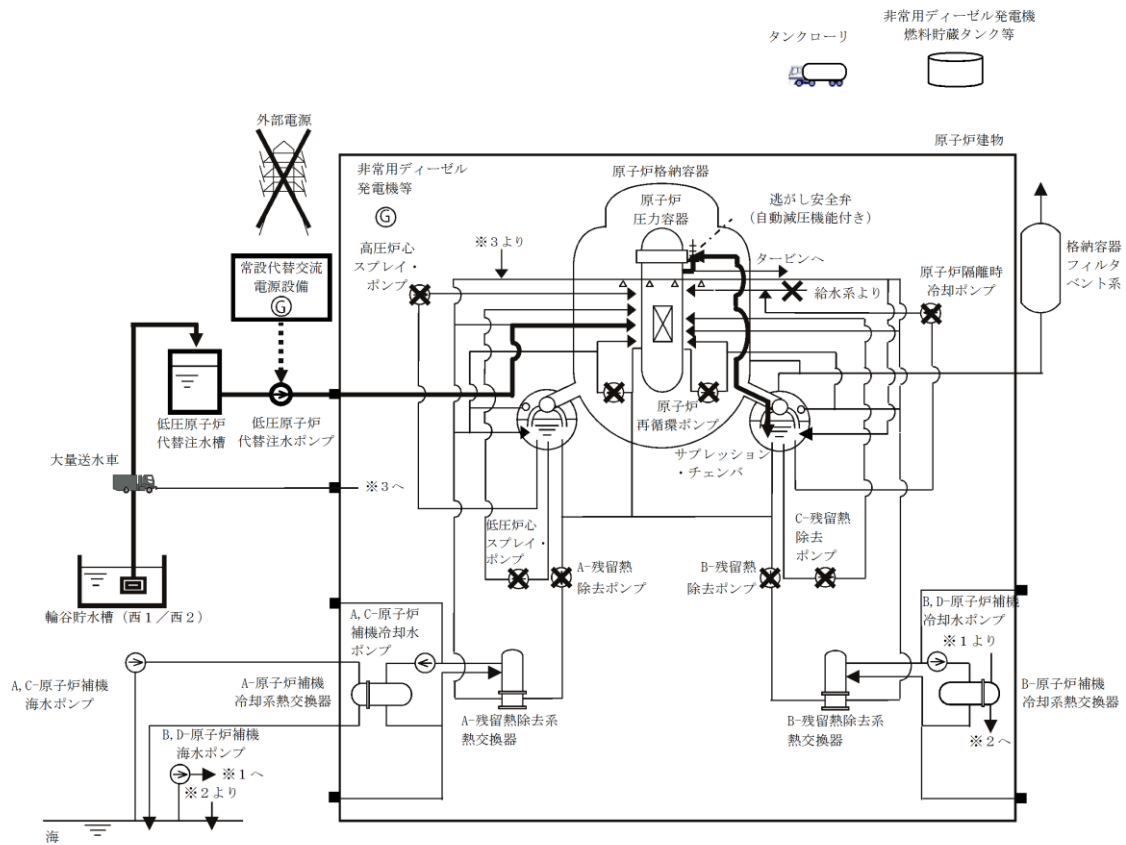 非常用ディーゼル発電機
燃料貯蔵タンク等
タンクローリ
外部電源
原子炉建物
非常用ディーゼル
発電機等
G
原子炉格納容器
原子炉
圧力容器
逃がし安全弁
(自動減圧機能付き)
※3より
タービンへ
高圧炉心
スプレイ・
ポンプ
給水系より
原子炉隔離時
冷却ポンプ
格納容器
フィルタ
ベント系
常設代替交流
電源設備
G
低圧原子炉
代替注水槽
低圧原子炉
代替注水ポンプ
原子炉
再循環ポンプ
サプレッション
・チェンバ
大量送水車
※3へ
低圧炉心
スプレイ・
ポンプ
A-残留熱
除去ポンプ
B-残留熱
除去ポンプ
C-残留熱
除去
ポンプ
輪谷貯水槽(西1/西2)
A,C-原子炉
補機冷却水
ポンプ
B,D-原子炉補機
冷却水ポンプ
※1より
A,C-原子炉補機
海水ポンプ
A-原子炉補機
冷却系熱交換器
A-残留熱除去系
熱交換器
B-残留熱除去系
熱交換器
B-原子炉補機
冷却系熱交換器
※2へ
B,D-原子炉補機
海水ポンプ
※1へ
※2より
海